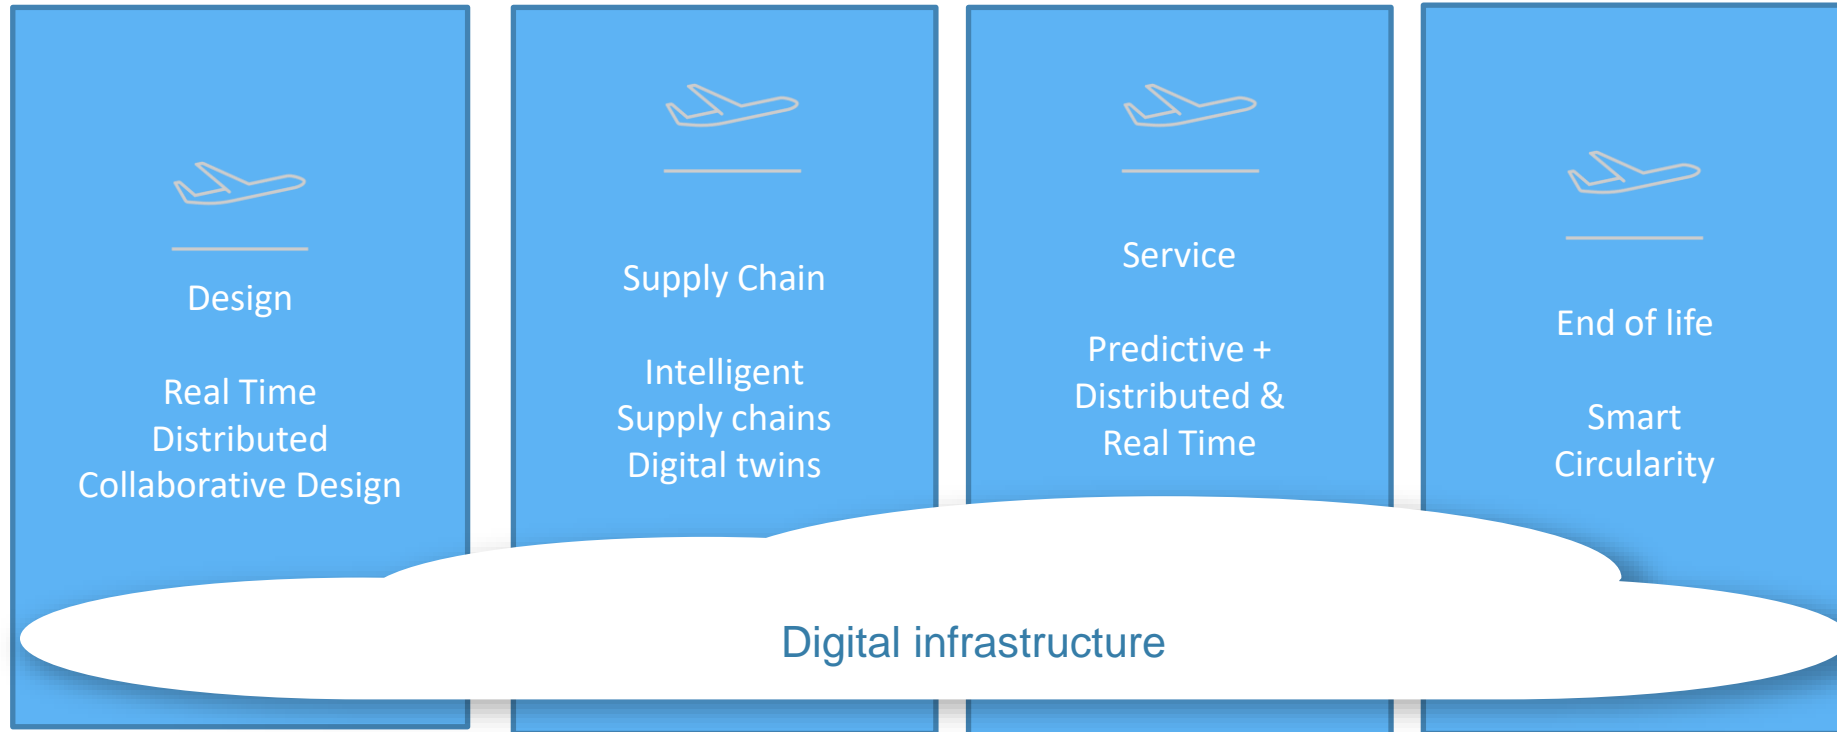 Design
Real Time
Distributed
Collaborative Design
Supply Chain
Intelligent
Supply chains
Digital twins
Service
Predictive +
Distributed &
Real Time
End of life
Smart
Circularity
Digital infrastructure